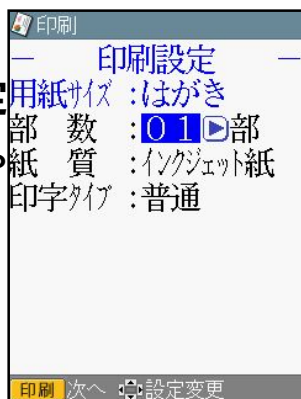 印刷
― 印刷設定 ―
用紙サイズ:はがき
部 数:01部
紙 質:インクジェット紙
印字タイプ:普通
印刷 次へ 設定変更